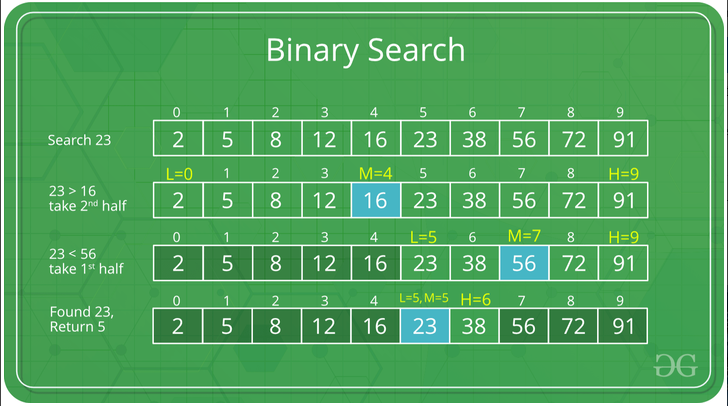 Binary Search
0 1 2 3 4 5 6 7 8 9
Search 23
2 5 8 12 16 23 38 56 72 91
L=0 1 2 3 M=4 5 6 7 8 H=9
23 > 16
take 2nd half
2 5 8 12 16 23 38 56 72 91
0 1 2 3 4 L=5 6 M=7 8 H=9
23 < 56
take 1st half
2 5 8 12 16 23 38 56 72 91
0 1 2 3 4 L=5, M=5 H=6 7 8 9
Found 23,
Return 5
2 5 8 12 16 23 38 56 72 91